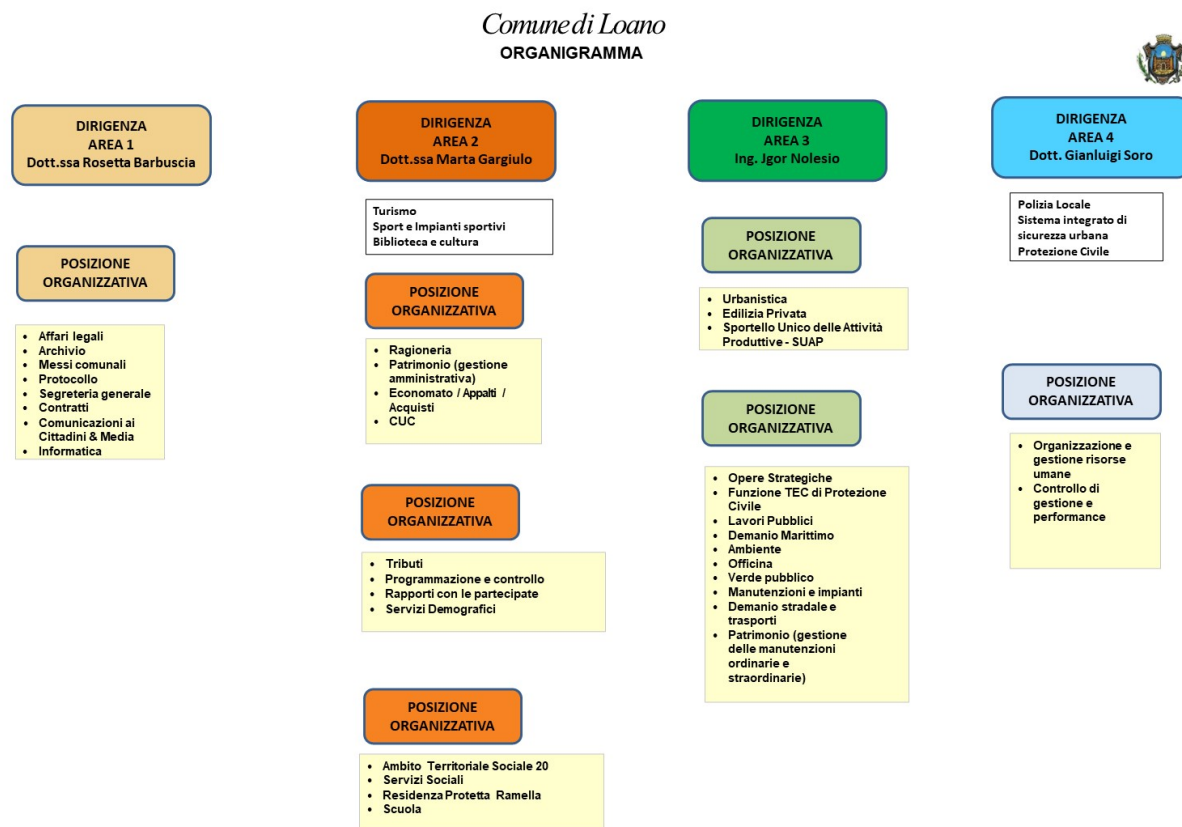 Comune di Loano
ORGANIGRAMMA
DIRIGENZA
AREA 1
Dott.ssa Rosetta Barbuscia
POSIZIONE
ORGANIZZATIVA
• Affari legali
• Archivio
• Messi comunali
• Protocollo
• Segreteria generale
• Contratti
• Comunicazioni ai
Cittadini & Media
• Informatica
DIRIGENZA
AREA 2
Dott.ssa Marta Gargiulo
Turismo
Sport e Impianti sportivi
Biblioteca e cultura
POSIZIONE
ORGANIZZATIVA
• Ragioneria
• Patrimonio (gestione
amministrativa)
• Economato / Appalti /
Acquisti
• CUC
POSIZIONE
ORGANIZZATIVA
• Tributi
• Programmazione e controllo
• Rapporti con le partecipate
• Servizi Demografici
POSIZIONE
ORGANIZZATIVA
• Ambito Territoriale Sociale 20
• Servizi Sociali
• Residenza Protetta Ramella
• Scuola
DIRIGENZA
AREA 3
Ing. Jgor Nolesio
POSIZIONE
ORGANIZZATIVA
• Urbanistica
• Edilizia Privata
• Sportello Unico delle Attività
Produttive - SUAP
POSIZIONE
ORGANIZZATIVA
• Opere Strategiche
• Funzione TEC di Protezione
Civile
• Lavori Pubblici
• Demanio Marittimo
• Ambiente
• Officina
• Verde pubblico
• Manutenzioni e impianti
• Demanio stradale e
trasporti
• Patrimonio (gestione
delle manutenzioni
ordinarie e
straordinarie)
DIRIGENZA
AREA 4
Dott. Gianluigi Soro
Polizia Locale
Sistema integrato di
sicurezza urbana
Protezione Civile
POSIZIONE
ORGANIZZATIVA
• Organizzazione e
gestione risorse
umane
• Controllo di
gestione e
performance